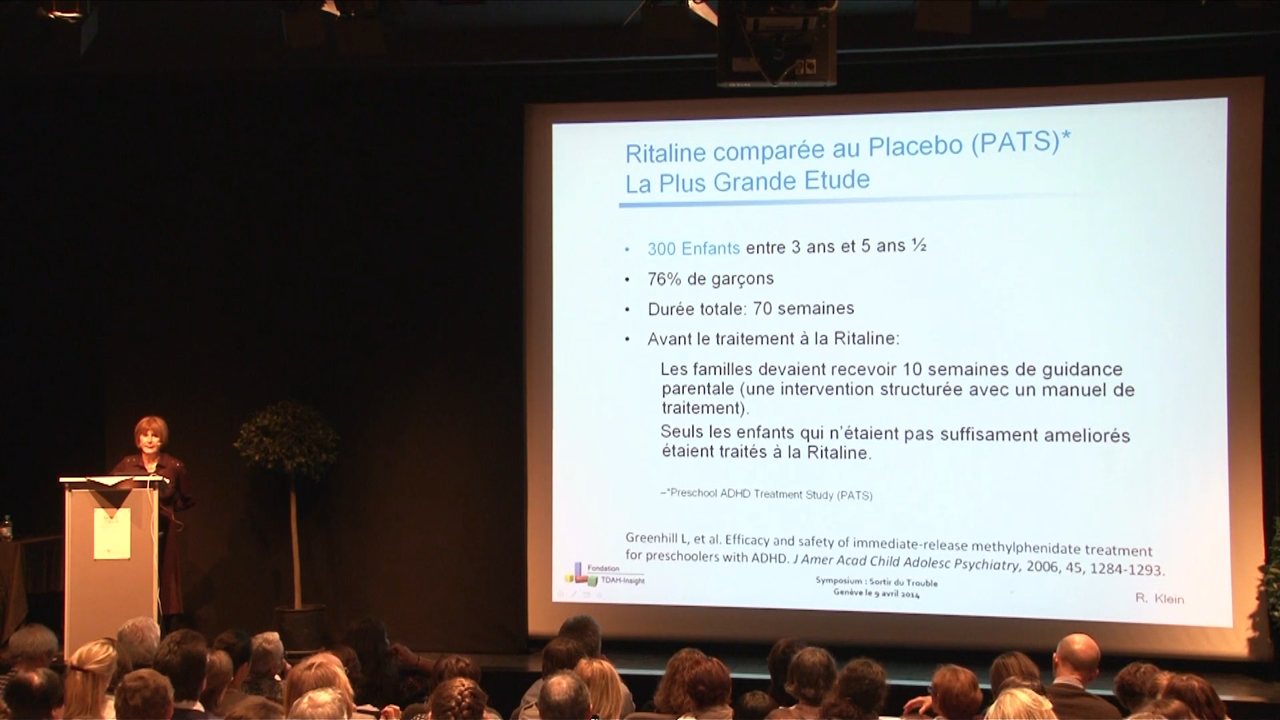 Ritaline comparée au Placebo (PATS)*
La Plus Grande Etude
• 300 Enfants entre 3 ans et 5 ans ½
• 76% de garçons
• Durée totale: 70 semaines
• Avant le traitement à la Ritaline:
Les familles devaient recevoir 10 semaines de guidance
parentale (une intervention structurée avec un manuel de
traitement).
Seuls les enfants qui n'étaient pas suffisament ameliorés
étaient traités à la Ritaline.
–*Preschool ADHD Treatment Study (PATS)
Greenhill L, et al. Efficacy and safety of immediate-release methylphenidate treatment
for preschoolers with ADHD. J Amer Acad Child Adolesc Psychiatry, 2006, 45, 1284-1293.
Fondation
TDAH-Insight
Symposium : Sortir du Trouble
Genève le 9 avril 2014
R. Klein